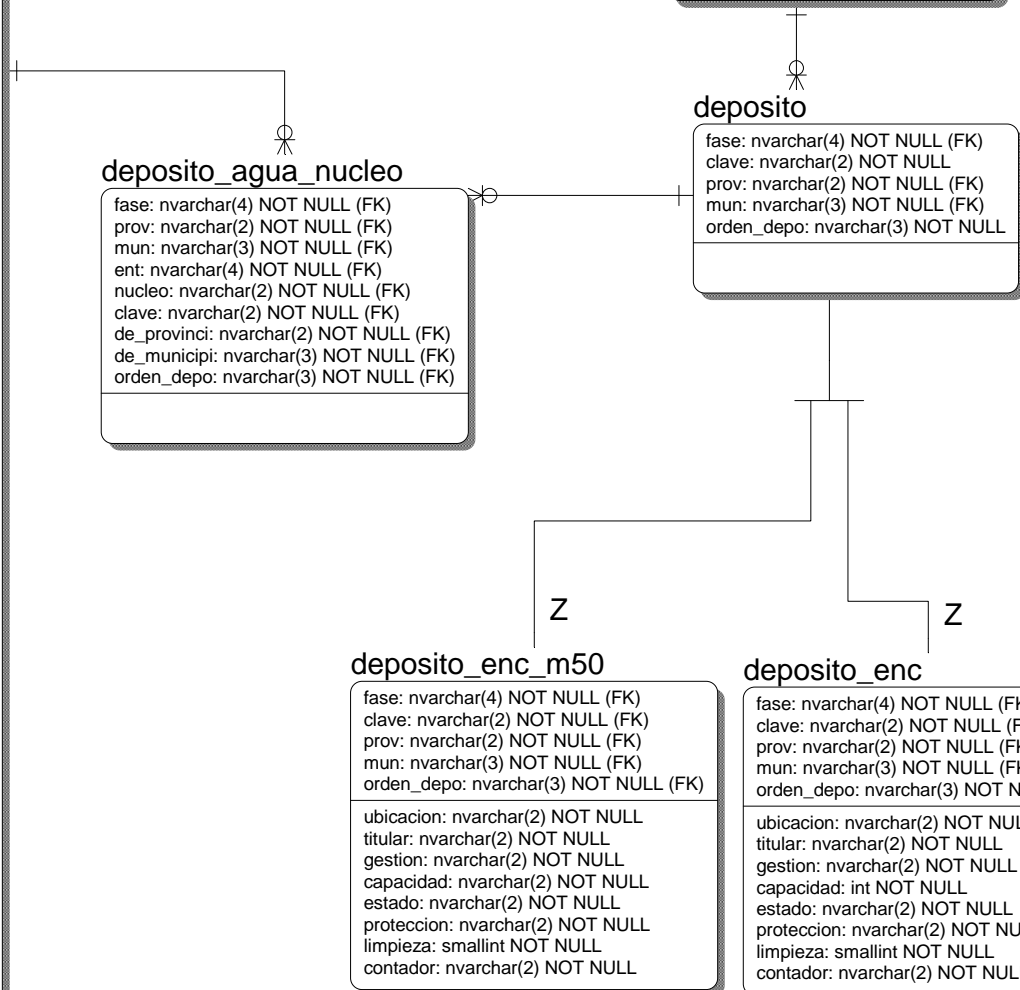 deposito
fase: nvarchar(4) NOT NULL (FK)
clave: nvarchar(2) NOT NULL
prov: nvarchar(2) NOT NULL (FK)
mun: nvarchar(3) NOT NULL (FK)
orden_depo: nvarchar(3) NOT NULL
deposito_agua_nucleo
fase: nvarchar(4) NOT NULL (FK)
prov: nvarchar(2) NOT NULL (FK)
mun: nvarchar(3) NOT NULL (FK)
ent: nvarchar(4) NOT NULL (FK)
nucleo: nvarchar(2) NOT NULL (FK)
clave: nvarchar(2) NOT NULL (FK)
de_provinci: nvarchar(2) NOT NULL (FK)
de_municipi: nvarchar(3) NOT NULL (FK)
orden_depo: nvarchar(3) NOT NULL (FK)
Z
Z
deposito_enc_m50
fase: nvarchar(4) NOT NULL (FK)
clave: nvarchar(2) NOT NULL (FK)
prov: nvarchar(2) NOT NULL (FK)
mun: nvarchar(3) NOT NULL (FK)
orden_depo: nvarchar(3) NOT NULL (FK)
ubicacion: nvarchar(2) NOT NULL
titular: nvarchar(2) NOT NULL
gestion: nvarchar(2) NOT NULL
capacidad: nvarchar(2) NOT NULL
estado: nvarchar(2) NOT NULL
proteccion: nvarchar(2) NOT NULL
limpieza: smallint NOT NULL
contador: nvarchar(2) NOT NULL
deposito_enc
fase: nvarchar(4) NOT NULL
clave: nvarchar(2) NOT NULL
prov: nvarchar(2) NOT NULL
mun: nvarchar(3) NOT NULL
orden_depo: nvarchar(3) NOT
ubicacion: nvarchar(2) NOT
titular: nvarchar(2) NOT NULL
gestion: nvarchar(2) NOT NULL
capacidad: int NOT NULL
estado: nvarchar(2) NOT NULL
proteccion: nvarchar(2) NOT
limpieza: smallint NOT NULL
contador: nvarchar(2) NOT